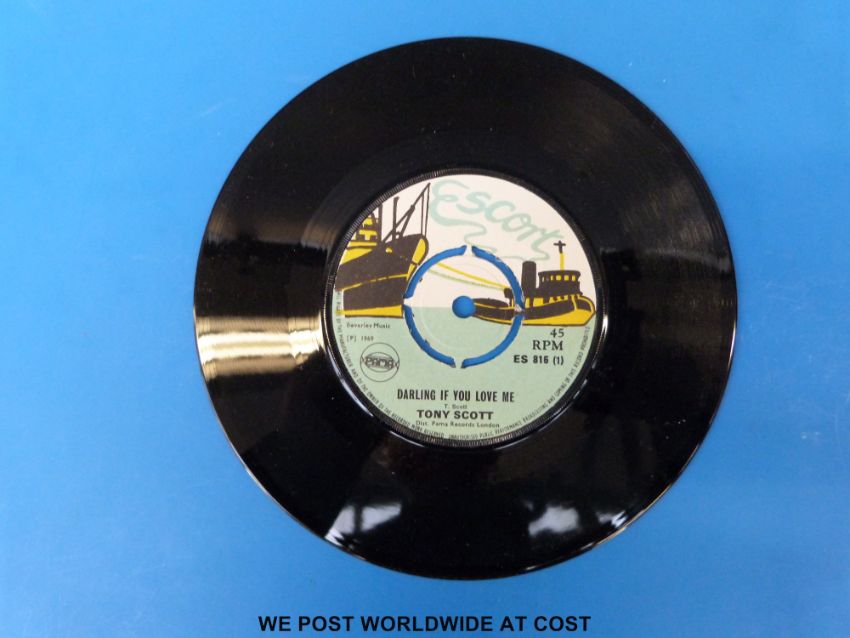 Escort
Beverley Music
[P] 1969
PAMA
45
RPM
ES 816 (1)
DARLING IF YOU LOVE ME
T. Scott
TONY SCOTT
Dist. Pama Records London
WE POST WORLDWIDE AT COST